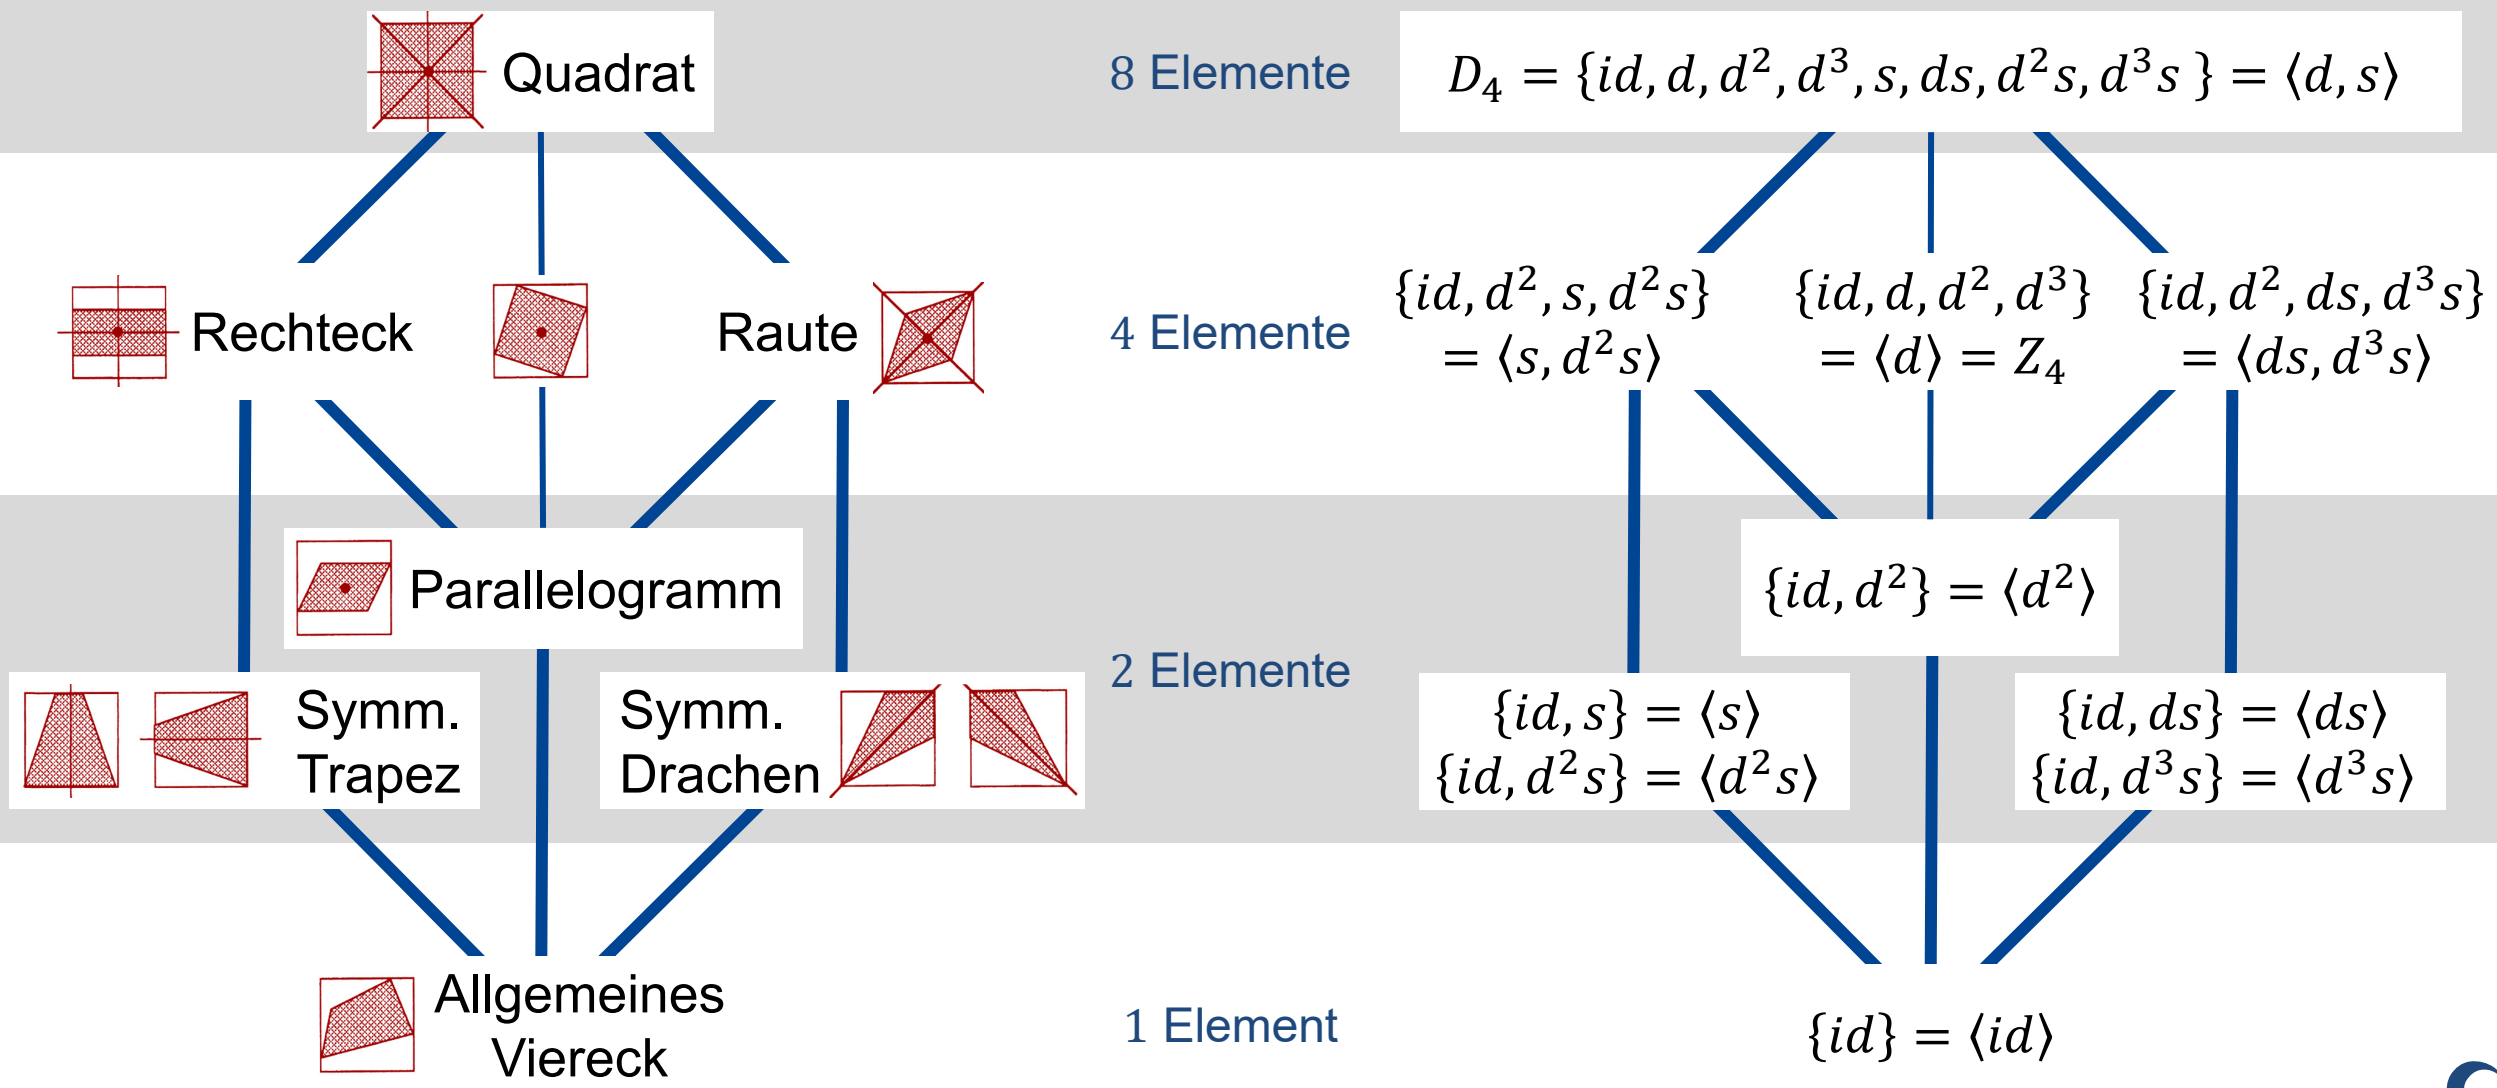 Quadrat
8 Elemente
D₄ = {id, d, d², d³, s, ds, d²s, d³s } = ⟨d, s⟩
Rechteck
Raute
4 Elemente
{id, d², s, d²s}
= ⟨s, d²s⟩
{id, d, d², d³}
= ⟨d⟩ = Z₄
{id, d², ds, d³s}
= ⟨ds, d³s⟩
Parallelogramm
{id, d²} = ⟨d²⟩
Symm.
Trapez
Symm.
Drachen
2 Elemente
{id, s} = ⟨s⟩
{id, d²s} = ⟨d²s⟩
{id, ds} = ⟨ds⟩
{id, d³s} = ⟨d³s⟩
Allgemeines
Viereck
1 Element
{id} = ⟨id⟩